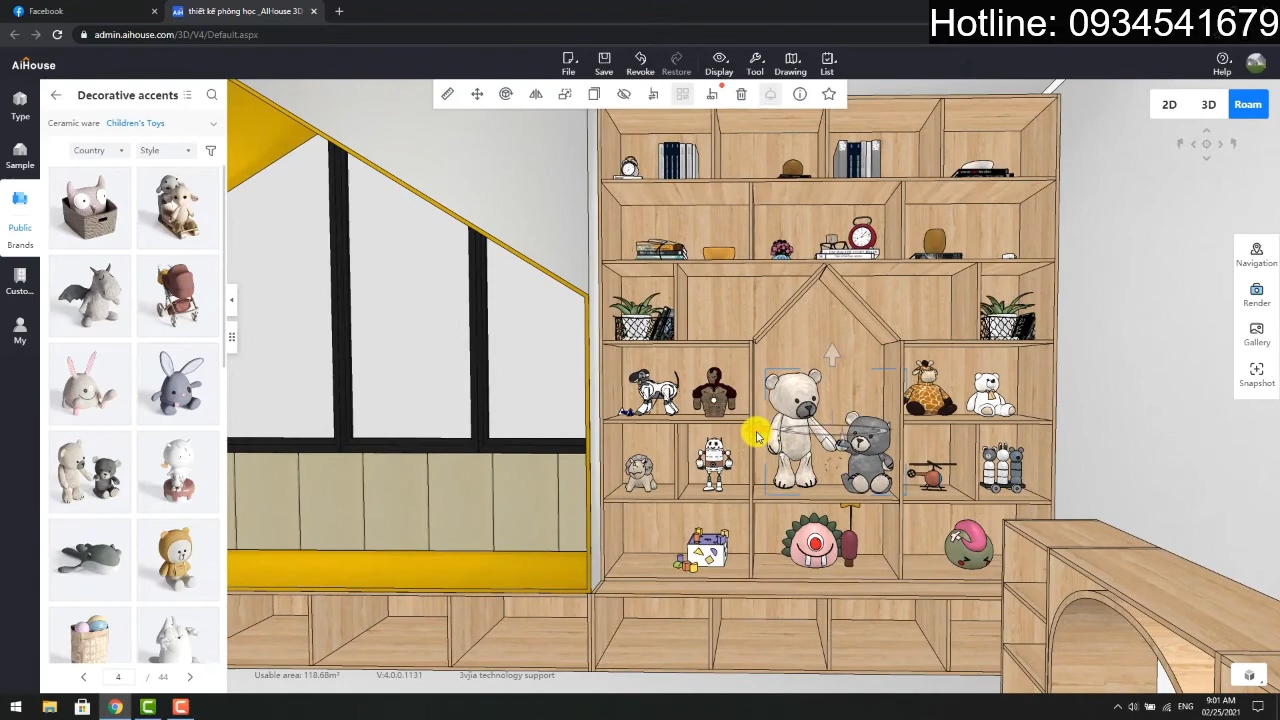 Facebook
thiết kế phòng học _AIHouse 3D
Hotline: 0934541679
admin.aihouse.com/3D/V4/Default.aspx
AiHouse
File
Save
Revoke
Restore
Display
Tool
Drawing
List
Help
Type
Sample
Public
Brands
Custo...
My
Decorative accents
Ceramic ware
Children's Toys
Country
Style
2D
3D
Roam
Navigation
Render
Gallery
Snapshot
4 / 44
Usable area: 118.68m²
V:4.0.0.1131
3vjia technology support
ENG
9:01 AM
02/25/2021